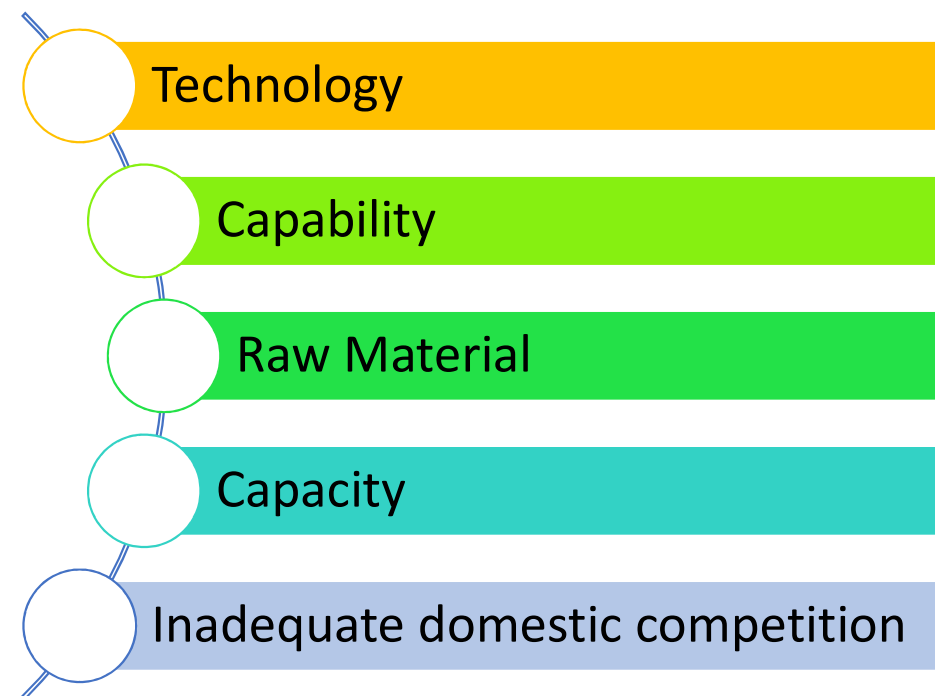 Technology
Capability
Raw Material
Capacity
Inadequate domestic competition